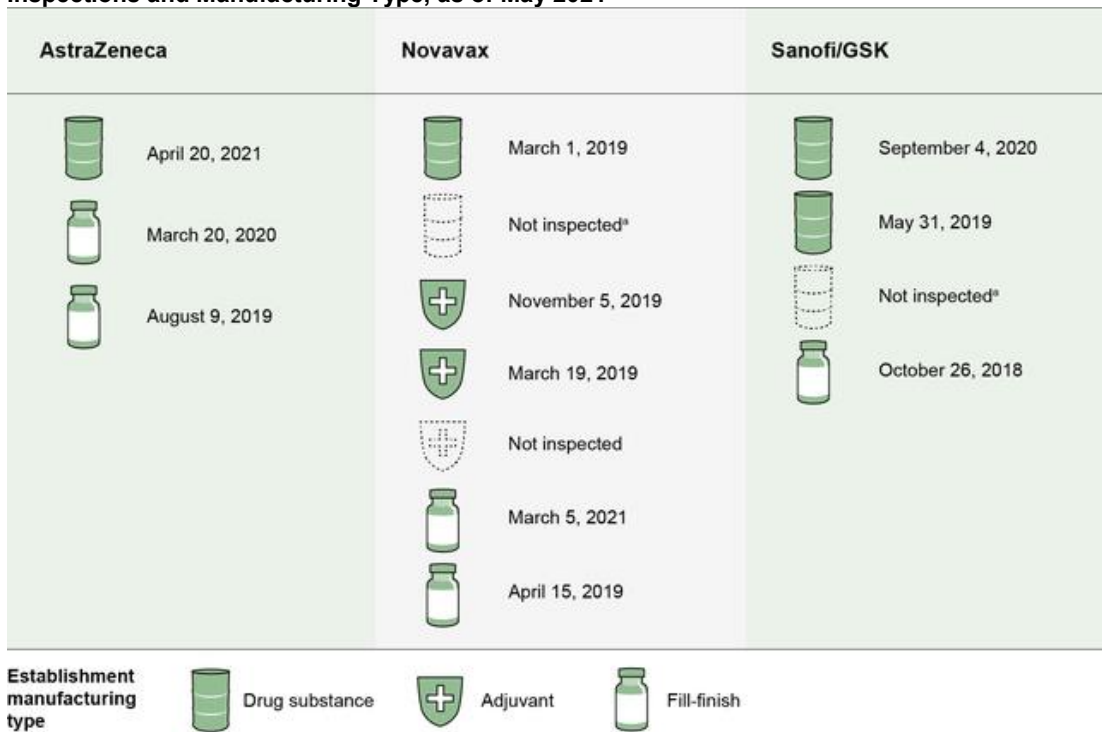 Inspections and Manufacturing Type, as of May 2021
AstraZeneca
Novavax
Sanofi/GSK
April 20, 2021
March 20, 2020
August 9, 2019
March 1, 2019
Not inspectedª
November 5, 2019
March 19, 2019
Not inspected
March 5, 2021
April 15, 2019
September 4, 2020
May 31, 2019
Not inspectedª
October 26, 2018
Establishment
manufacturing
type
Drug substance
Adjuvant
Fill-finish